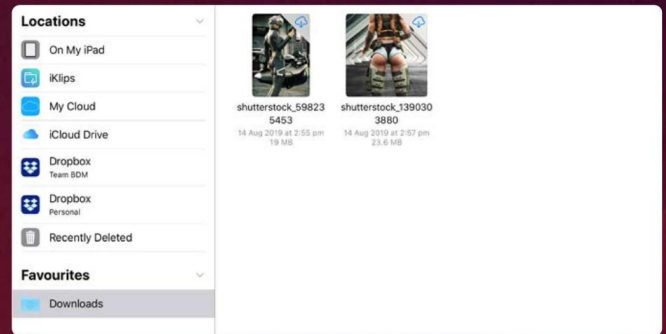 Locations
On My iPad
iKlips
My Cloud
iCloud Drive
Dropbox
Team BDM
Dropbox
Personal
Recently Deleted
Favourites
Downloads
shutterstock_59823
5453
14 Aug 2019 at 2:55 pm
19 MB
shutterstock_139030
3880
14 Aug 2019 at 2:57 pm
23.6 MB